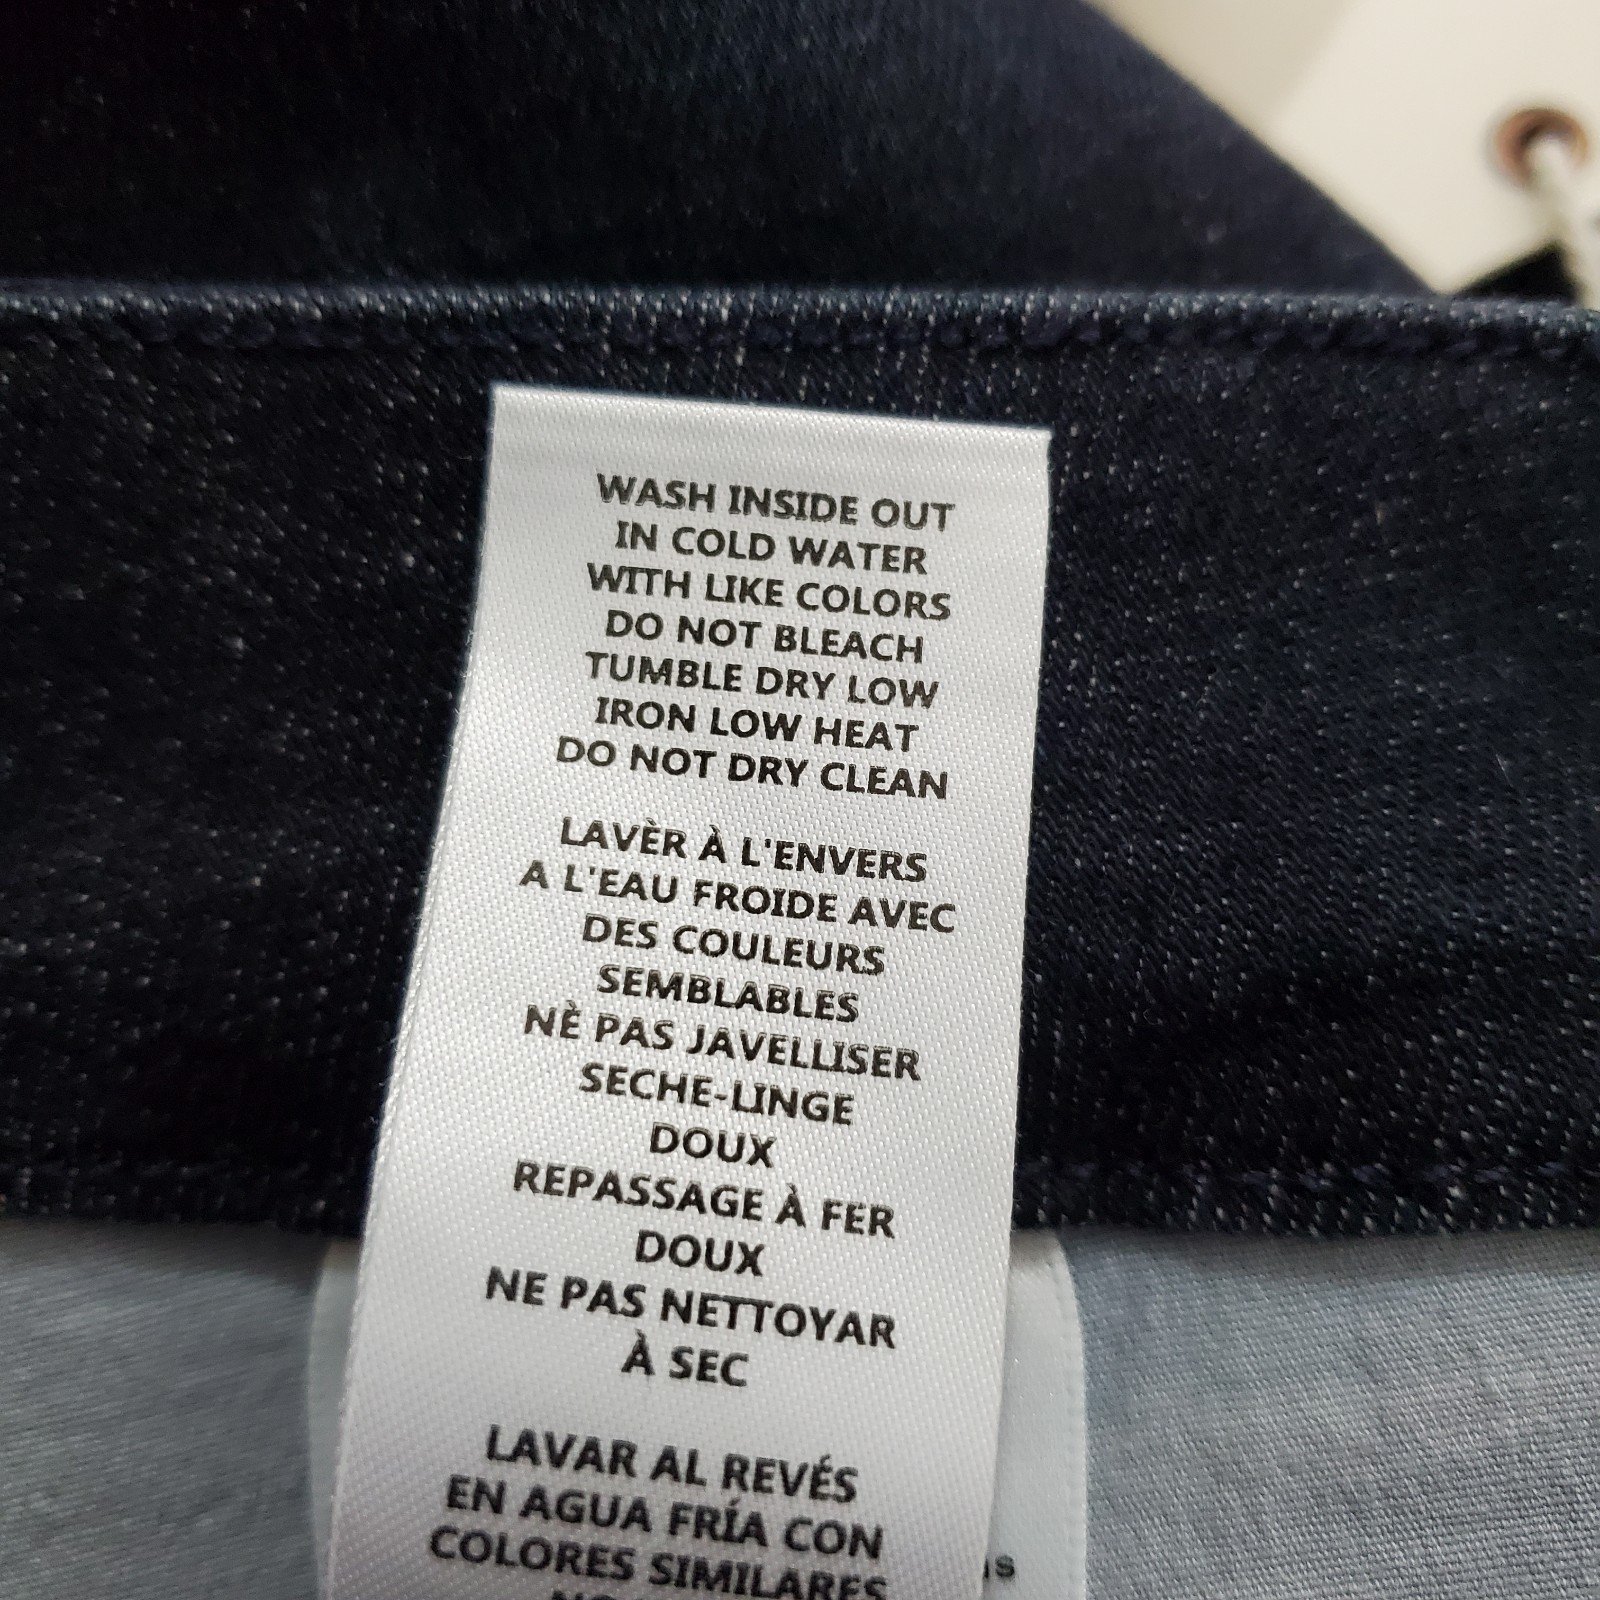 WASH INSIDE OUT
IN COLD WATER
WITH LIKE COLORS
DO NOT BLEACH
TUMBLE DRY LOW
IRON LOW HEAT
DO NOT DRY CLEAN
LAVÈR À L'ENVERS
A L'EAU FROIDE AVEC
DES COULEURS
SEMBLABLES
NÈ PAS JAVELLISER
SECHE-LINGE
DOUX
REPASSAGE À FER
DOUX
NE PAS NETTOYAR
À SEC
LAVAR AL REVÉS
EN AGUA FRÍA CON
COLORES SIMILARES